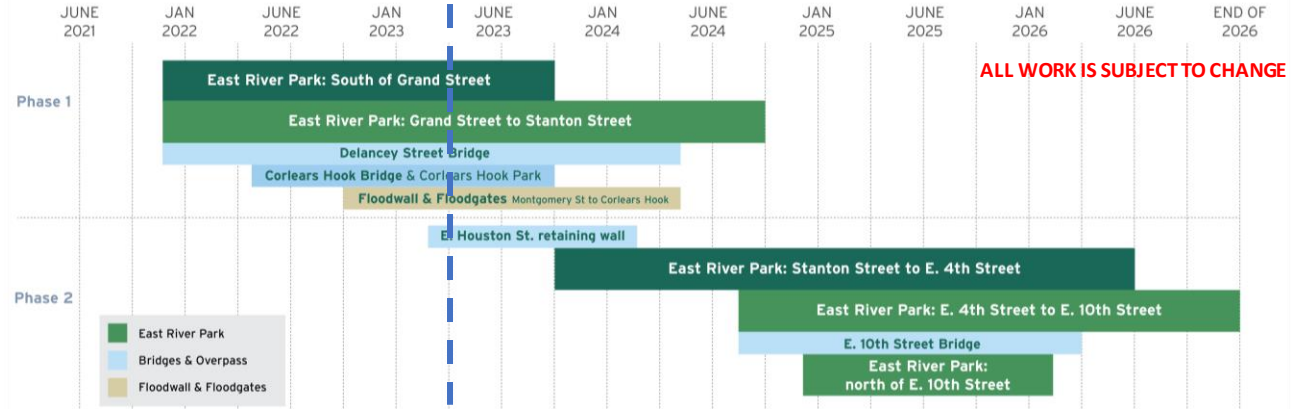 JUNE JAN JUNE JAN JUNE JAN JUNE JAN JUNE JAN JUNE END OF
2021 2022 2022 2023 2023 2024 2024 2025 2025 2026 2026 2026
ALL WORK IS SUBJECT TO CHANGE
Phase 1
East River Park: South of Grand Street
East River Park: Grand Street to Stanton Street
Delancey Street Bridge
Corlears Hook Bridge & Corlears Hook Park
Floodwall & Floodgates Montgomery St to Corlears Hook
Phase 2
E. Houston St. retaining wall
East River Park: Stanton Street to E. 4th Street
East River Park: E. 4th Street to E. 10th Street
E. 10th Street Bridge
East River Park:
north of E. 10th Street
East River Park
Bridges & Overpass
Floodwall & Floodgates